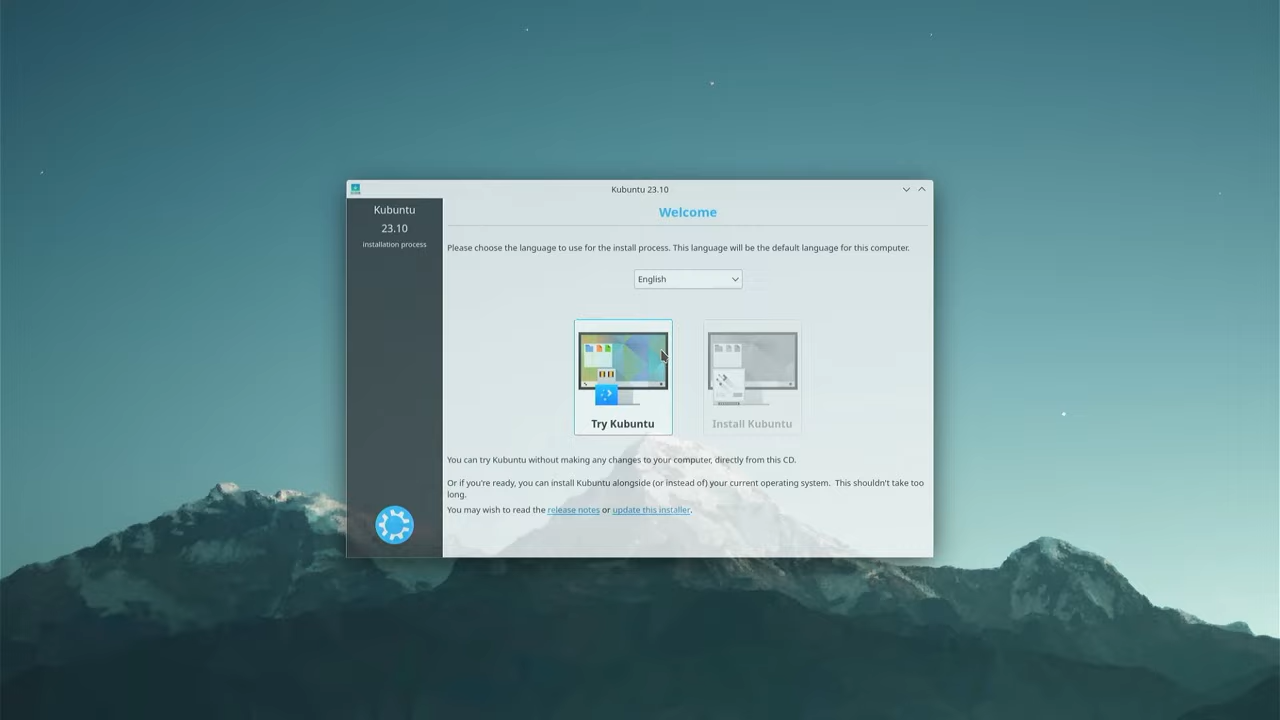 Kubuntu 23.10
Kubuntu
23.10
installation process
Welcome
Please choose the language to use for the install process. This language will be the default language for this computer.
English
Try Kubuntu
Install Kubuntu
You can try Kubuntu without making any changes to your computer, directly from this CD.
Or if you're ready, you can install Kubuntu alongside (or instead of) your current operating system. This shouldn't take too
long.
You may wish to read the release notes or update this installer.